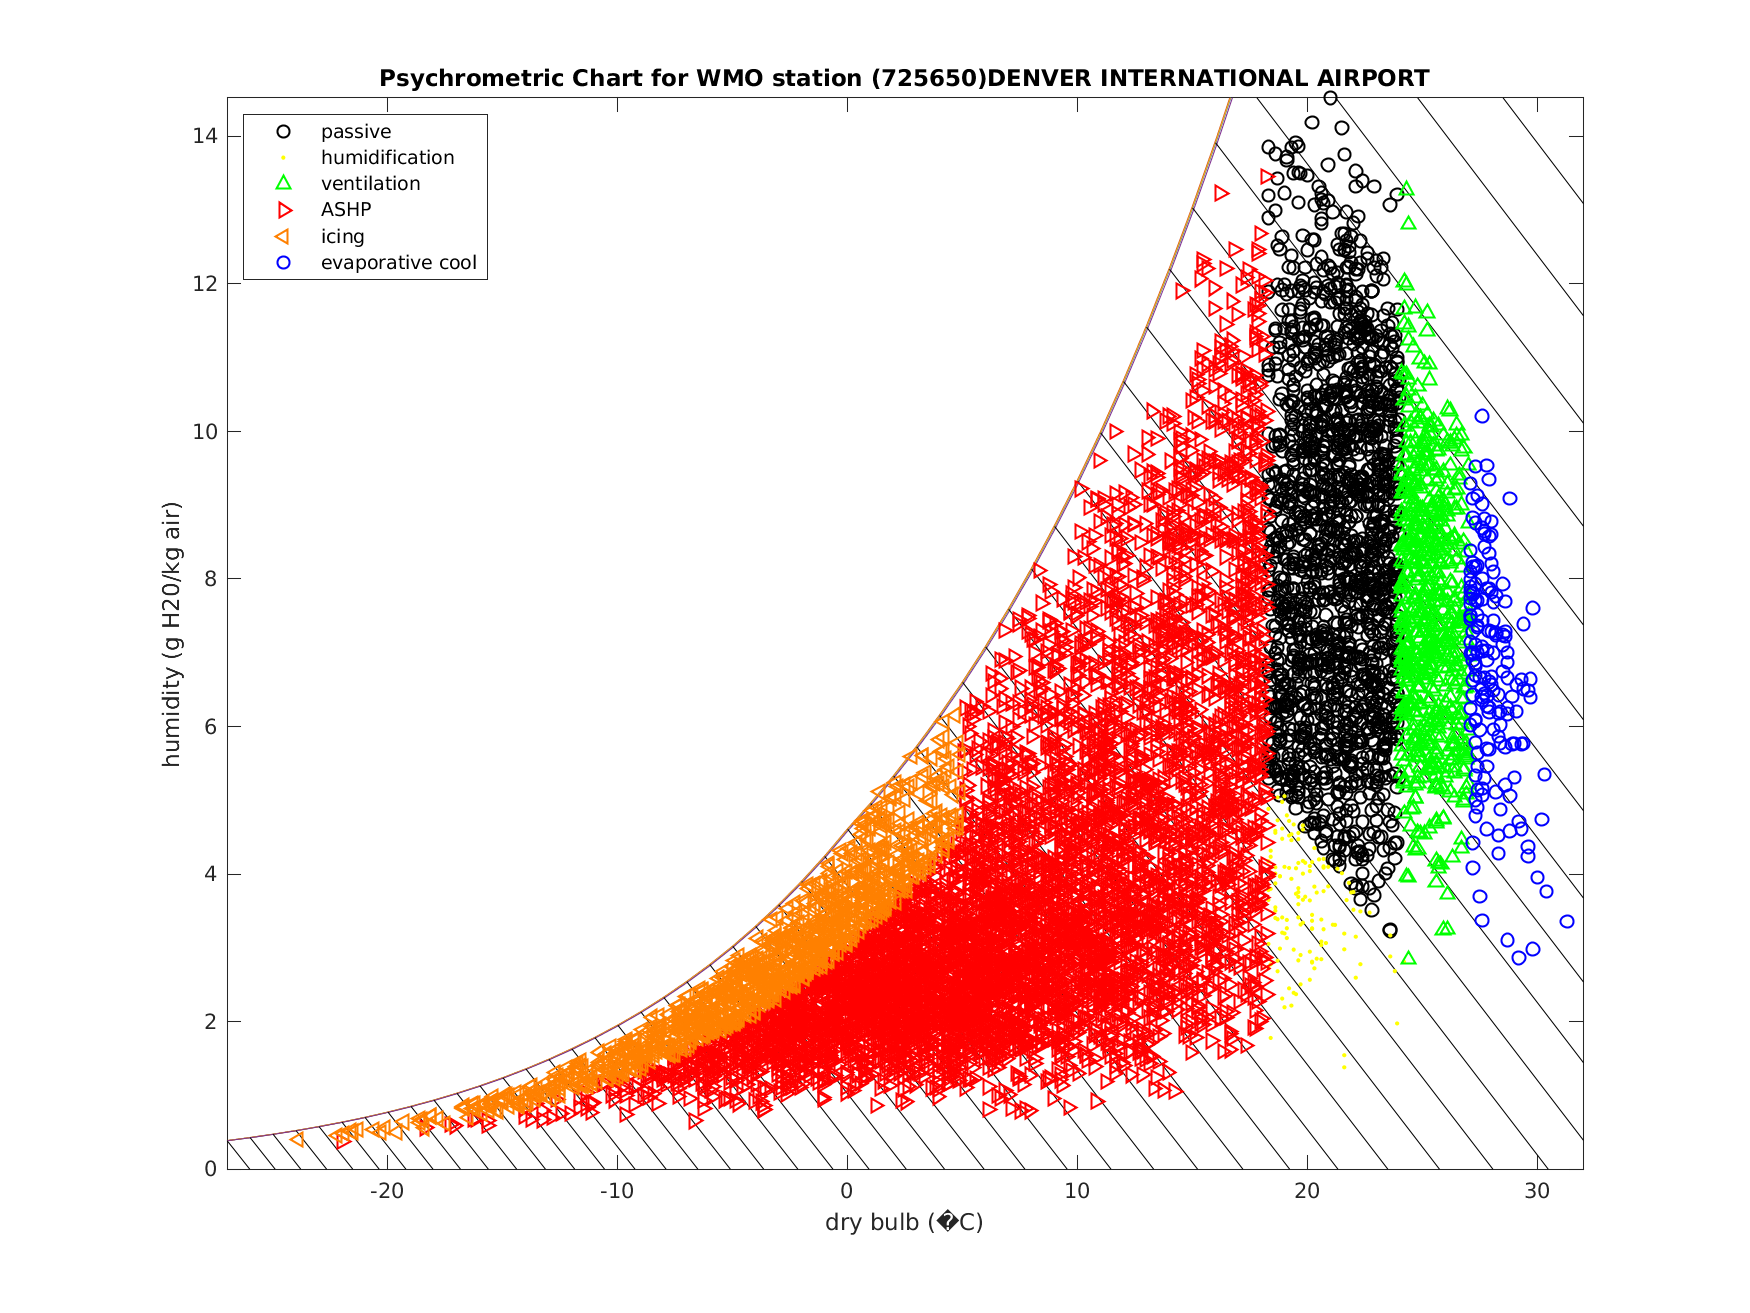 Psychrometric Chart for WMO station (725650)DENVER INTERNATIONAL AIRPORT
passive
humidification
ventilation
ASHP
icing
evaporative cool
humidity (g H20/kg air)
14
12
10
8
6
4
2
0
-20 -10 0 10 20 30
dry bulb (�C)